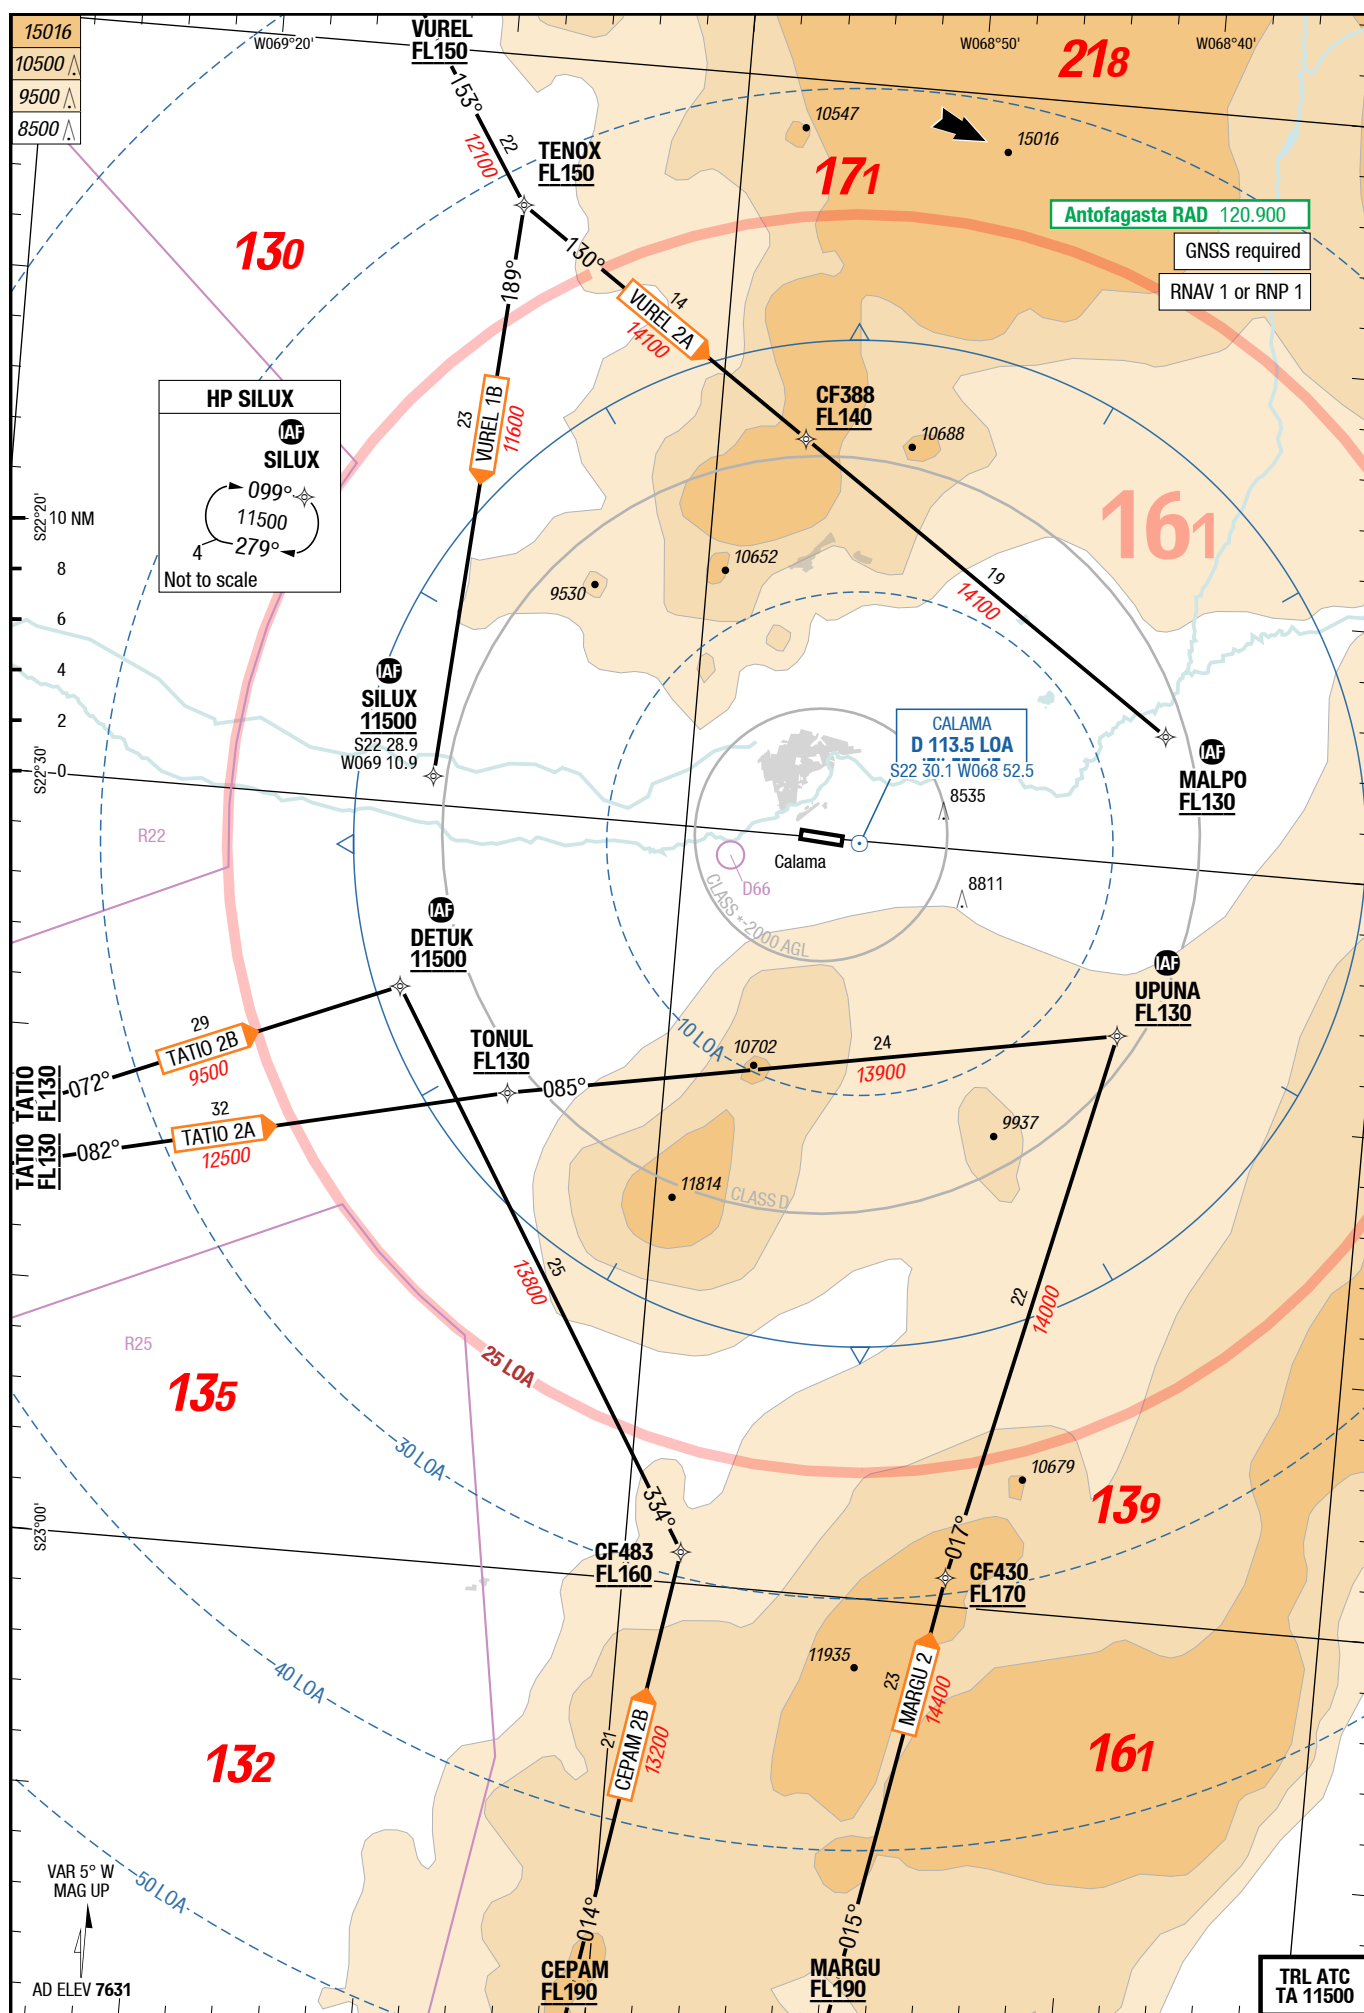 15016
10500
9500
8500
W069°20'
VUREL
FL150
W068°50'
W068°40'
218
153°
22
12100
TENOX
FL150
10547
15016
171
130
Antofagasta RAD 120.900
GNSS required
RNAV 1 or RNP 1
189°
130°
14
VUREL 2A
14100
HP SILUX
IAF
SILUX
099°
11500
279°
4
Not to scale
23
VUREL 1B
11600
CF388
FL140
10688
161
S22°20'
10 NM
8
6
4
2
0
S22°30'
9530
10652
19
14100
IAF
SILUX
11500
S22 28.9
W069 10.9
CALAMA
D 113.5 LOA
S22 30.1 W068 52.5
IAF
MALPO
FL130
8535
R22
Calama
D66
8811
CLASS *-2000 AGL
IAF
DETUK
11500
IAF
UPUNA
FL130
29
TATIO 2B
9500
TATIO
FL130
072°
TONUL
FL130
085°
10 LOA
10702
24
13900
32
TATIO 2A
12500
TATIO
FL130
082°
9937
11814
CLASS D
25
13800
22
14000
R25
135
25 LOA
30 LOA
10679
139
S23°00'
334°
CF483
FL160
017°
CF430
FL170
11935
40 LOA
23
MARGU 2
14400
21
CEPAM 2B
13200
132
161
50 LOA
VAR 5° W
MAG UP
AD ELEV 7631
014°
CEPAM
FL190
015°
MARGU
FL190
TRL ATC
TA 11500